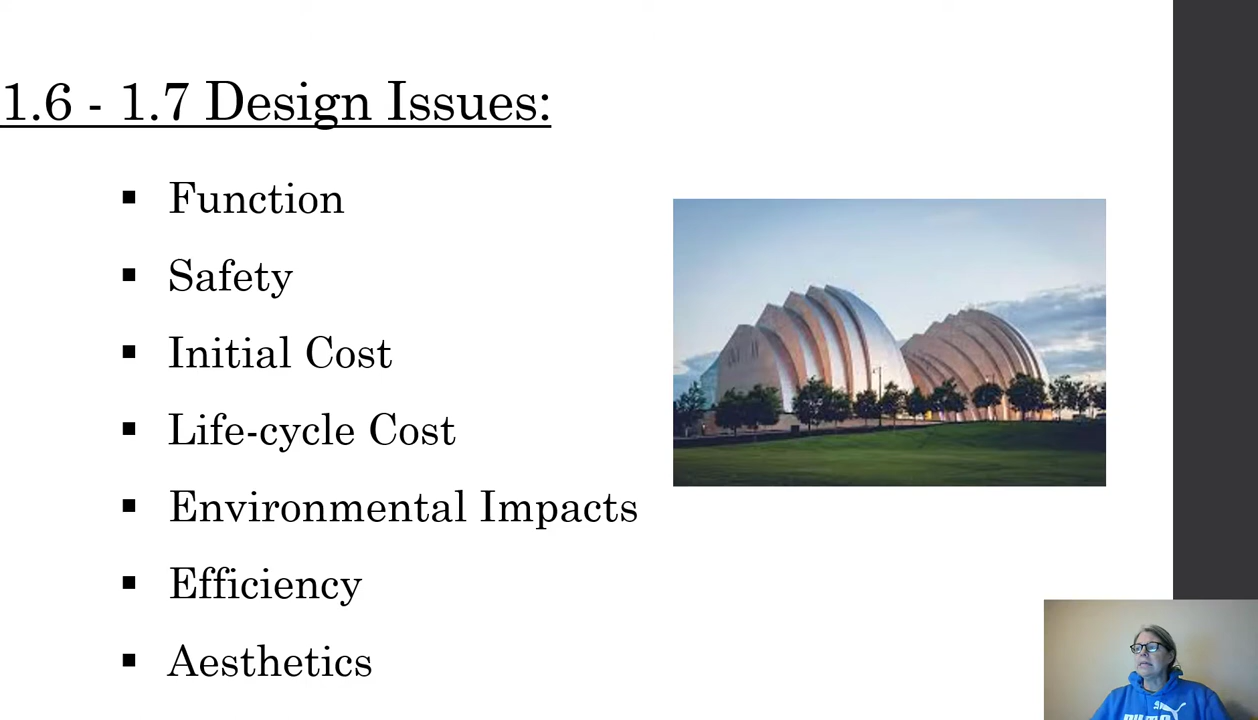 1.6 - 1.7 Design Issues:
▪ Function
▪ Safety
▪ Initial Cost
▪ Life-cycle Cost
▪ Environmental Impacts
▪ Efficiency
▪ Aesthetics